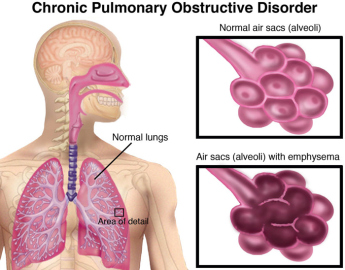 Chronic Pulmonary Obstructive Disorder
Normal air sacs (alveoli)
Normal lungs
Air sacs (alveoli) with emphysema
Area of detail